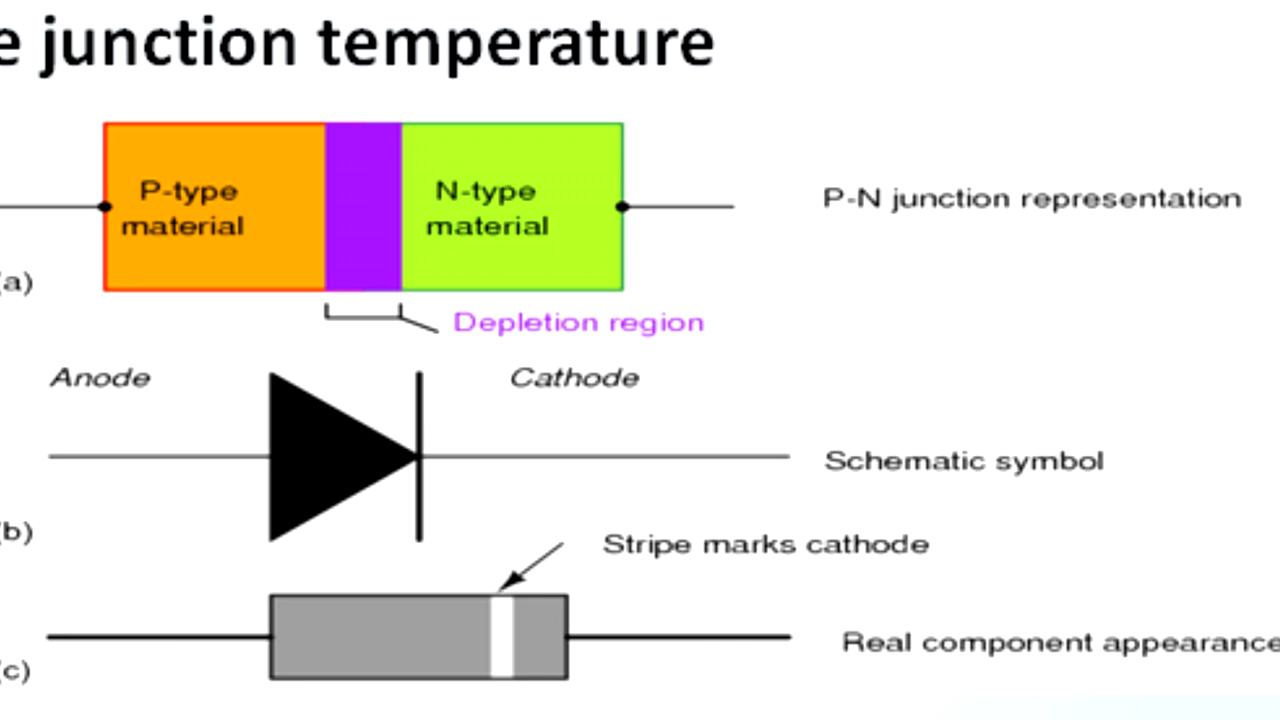 e junction temperature
P-type
material
N-type
material
P-N junction representation
(a)
Depletion region
Anode
Cathode
Schematic symbol
(b)
Stripe marks cathode
Real component appearance
(c)